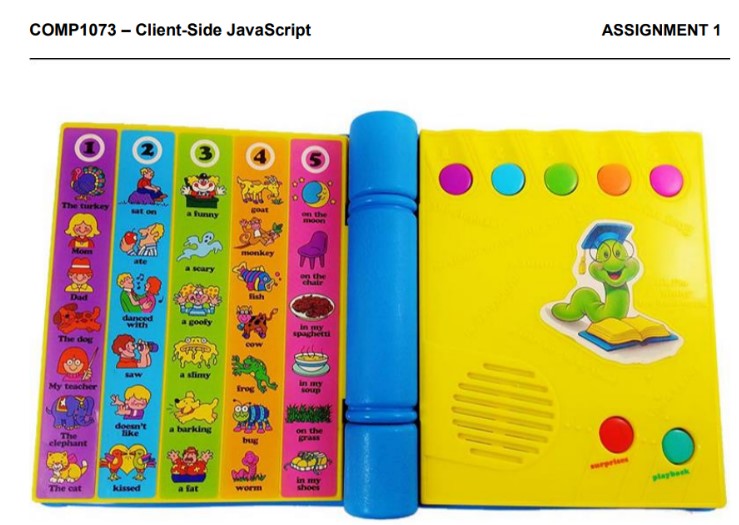 COMP1073 – Client-Side JavaScript
ASSIGNMENT 1
1
The turkey
Mom
Dad
The dog
My teacher
The
elephant
The cat
2
sat on
ate
danced
with
saw
doesn't
like
kissed
3
a funny
a scary
a goofy
a slimy
a barking
a fat
4
goat
monkey
fish
cow
frog
bug
worm
5
on the
moon
on the
chair
in my
spaghetti
in my
soup
on the
grass
in my
shoes
surprises
playback